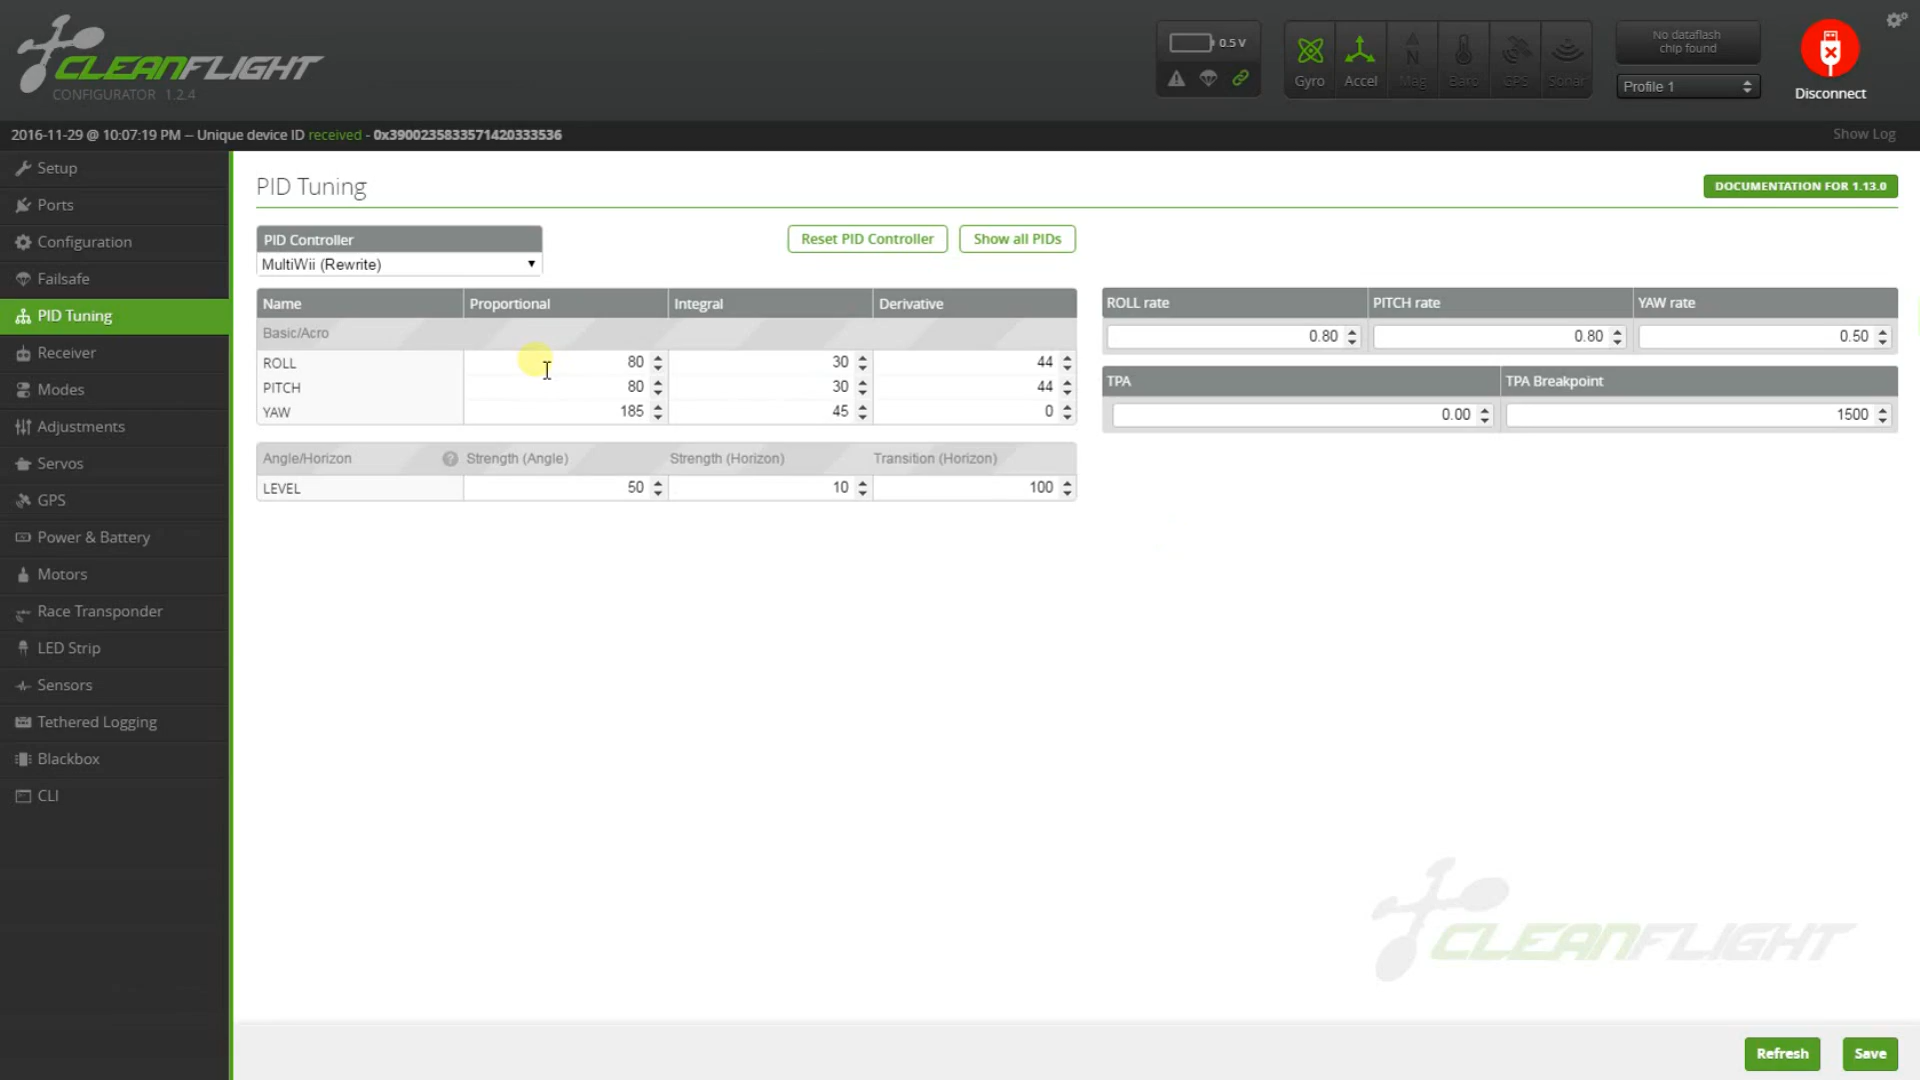 CLEANFLIGHT
CONFIGURATOR 1.2.4
0.5 V
Gyro
Accel
Mag
Baro
GPS
Sonar
No dataflash
chip found
Profile 1
Disconnect
2016-11-29 @ 10:07:19 PM -- Unique device ID received - 0x3900235833571420333536
Show Log
Setup
Ports
Configuration
Failsafe
PID Tuning
Receiver
Modes
Adjustments
Servos
GPS
Power & Battery
Motors
Race Transponder
LED Strip
Sensors
Tethered Logging
Blackbox
CLI
PID Tuning
DOCUMENTATION FOR 1.13.0
PID Controller
MultiWii (Rewrite)
Reset PID Controller
Show all PIDs
Name Proportional Integral Derivative
Basic/Acro
ROLL 80 30 44
PITCH 80 30 44
YAW 185 45 0
Angle/Horizon ? Strength (Angle) Strength (Horizon) Transition (Horizon)
LEVEL 50 10 100
ROLL rate PITCH rate YAW rate
0.80 0.80 0.50
TPA TPA Breakpoint
0.00 1500
CLEANFLIGHT
Refresh
Save